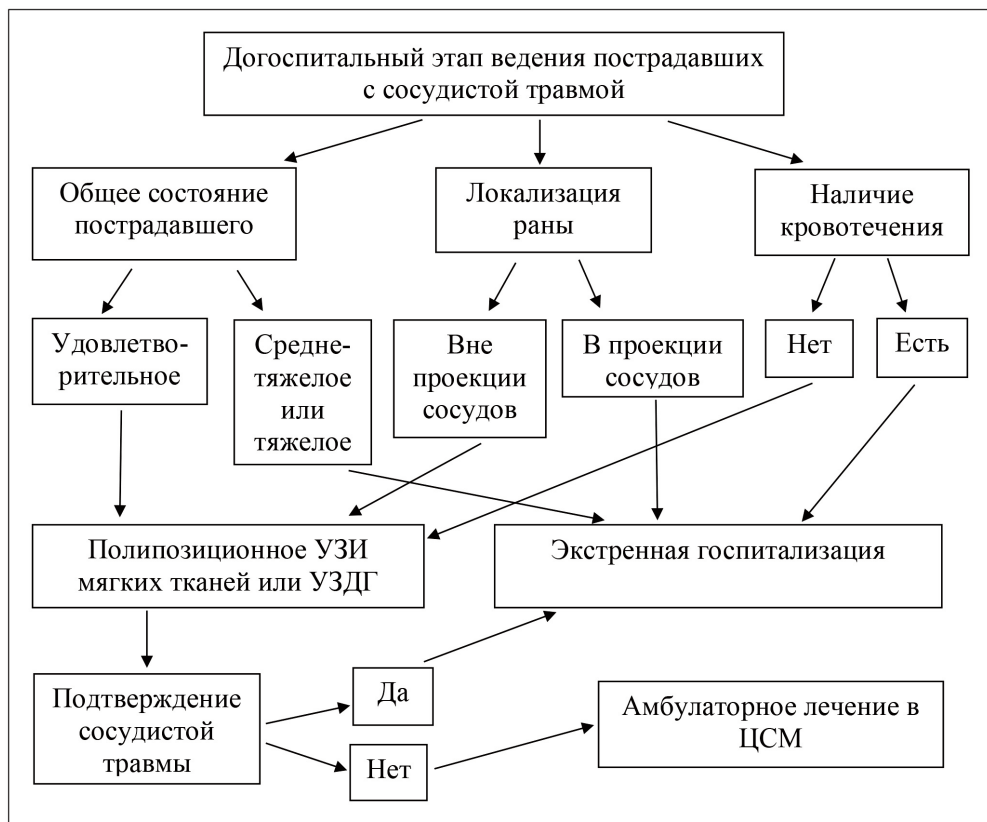 Догоспитальный этап ведения пострадавших
с сосудистой травмой
Общее состояние
пострадавшего
Локализация
раны
Наличие
кровотечения
Удовлетво-
рительное
Средне-
тяжелое
или
тяжелое
Вне
проекции
сосудов
В проекции
сосудов
Нет
Есть
Полипозиционное УЗИ
мягких тканей или УЗДГ
Экстренная госпитализация
Подтверждение
сосудистой
травмы
Да
Нет
Амбулаторное лечение в
ЦСМ